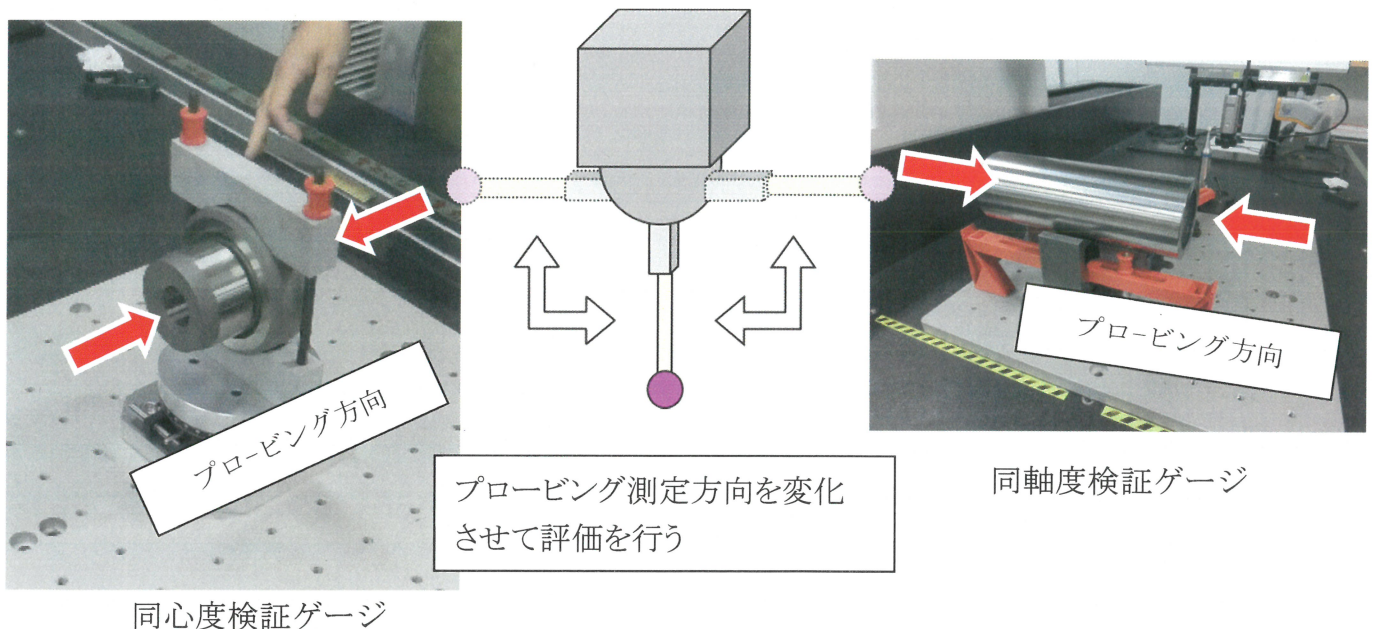 プロ-ビング方向
プロービング測定方向を変化
させて評価を行う
プロ-ビング方向
同軸度検証ゲージ
同心度検証ゲージ